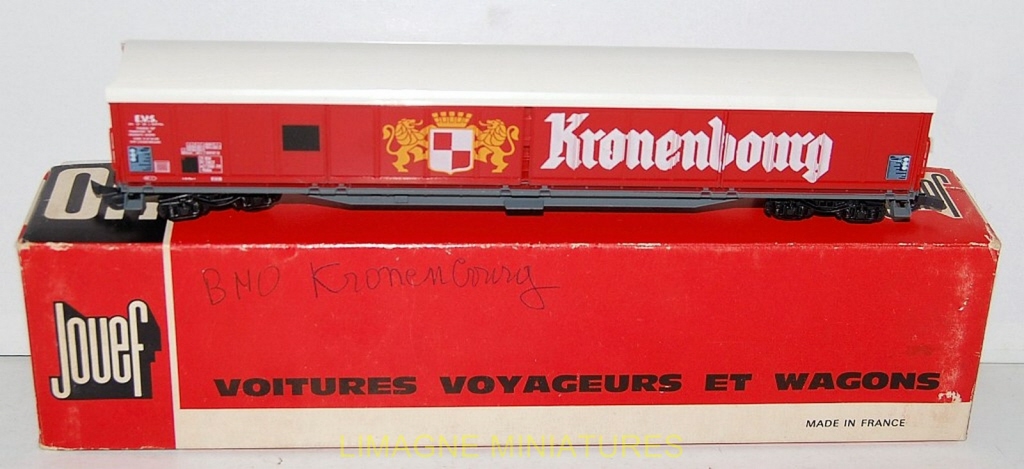 E.V.S.
Kronenbourg
Jouef
BMO Kronenbourg
VOITURES VOYAGEURS ET WAGONS
MADE IN FRANCE
LIMAGNE MINIATURES